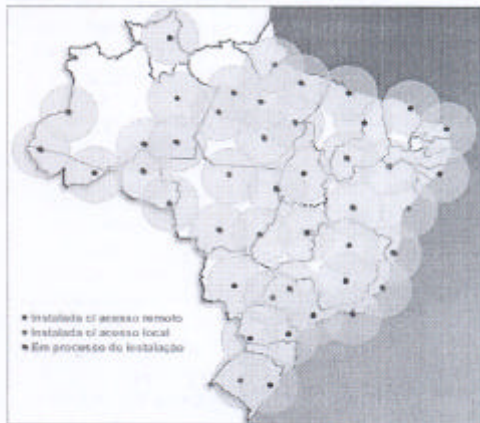 Instalada c/ acesso remoto
Instalada c/ acesso local
Em processo de instalação